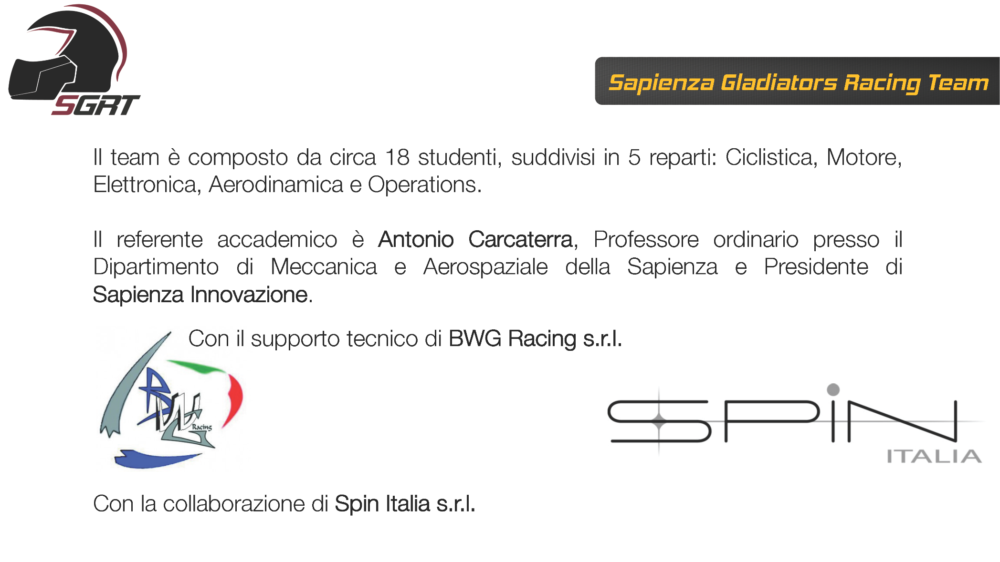 SGRT
Sapienza Gladiators Racing Team
Il team è composto da circa 18 studenti, suddivisi in 5 reparti: Ciclistica, Motore,
Elettronica, Aerodinamica e Operations.
Il referente accademico è Antonio Carcaterra, Professore ordinario presso il
Dipartimento di Meccanica e Aerospaziale della Sapienza e Presidente di
Sapienza Innovazione.
Con il supporto tecnico di BWG Racing s.r.l.
BWG
Racing
SPiN
ITALIA
Con la collaborazione di Spin Italia s.r.l.